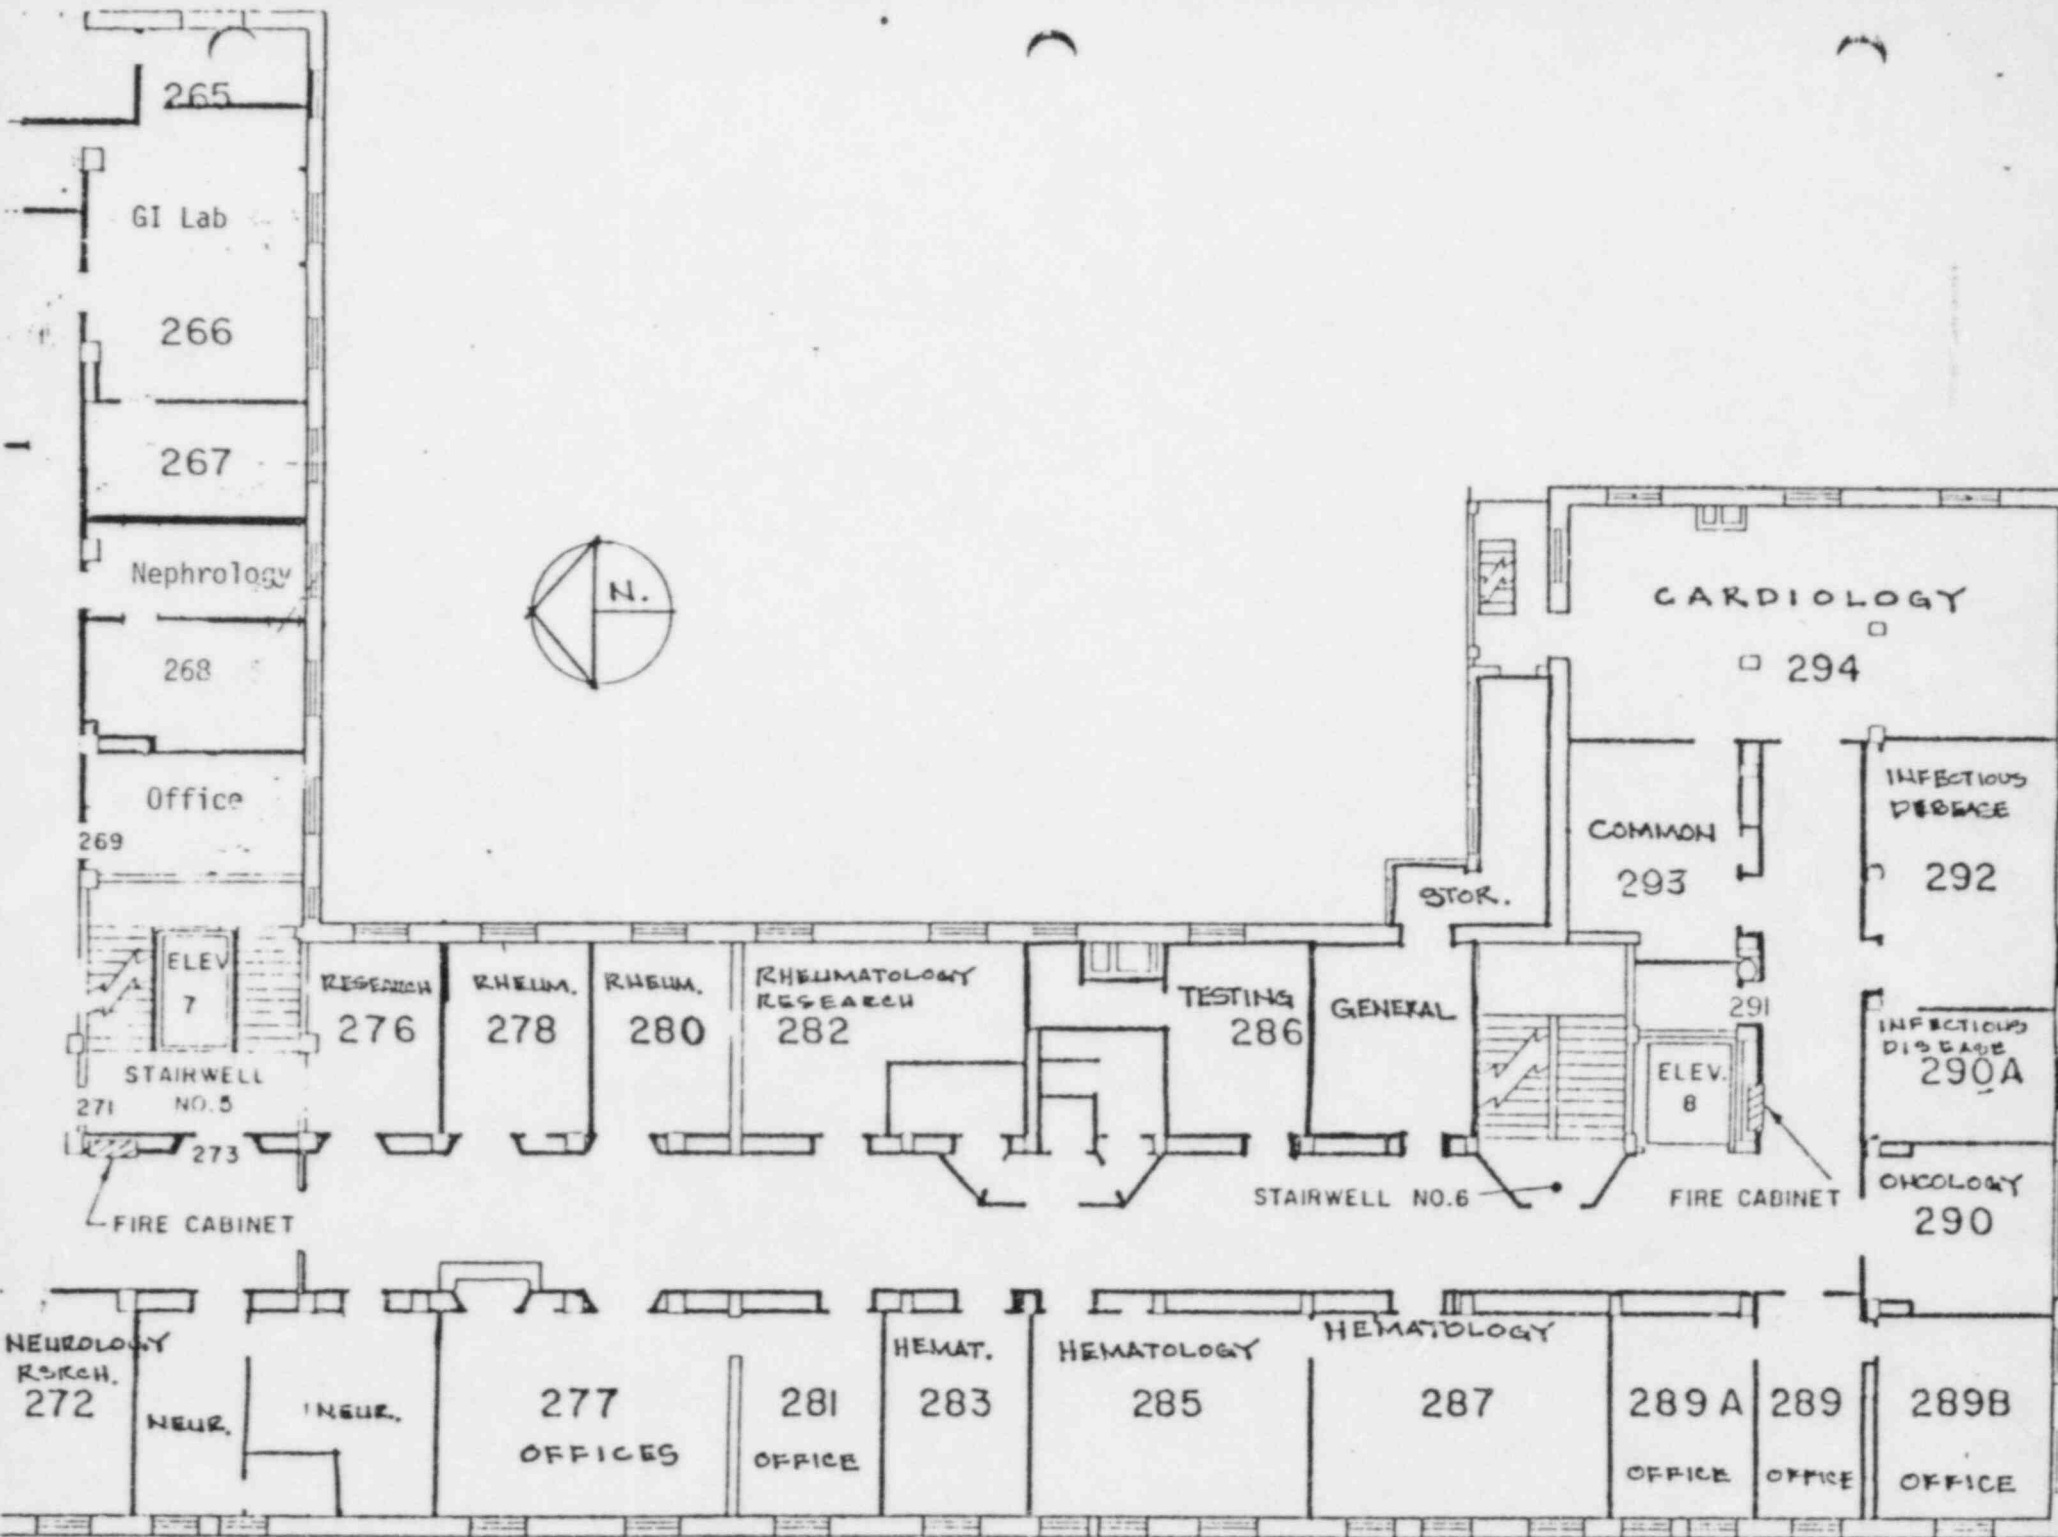 265
GI Lab
266
267
Nephrology
268
Office
269
N.
CARDIOLOGY
294
INFECTIOUS
DEBEACE
292
COMMON
293
STOR.
ELEV
7
STAIRWELL
NO.5
271
273
FIRE CABINET
RESEARCH
276
RHEUM.
278
RHEUM.
280
RHEUMATOLOGY
RESEARCH
282
TESTING
286
GENERAL
291
ELEV.
8
INFECTIOUS
DISEASE
290A
STAIRWELL NO.6
FIRE CABINET
ONCOLOGY
290
NEUROLOGY
RSRCH.
272
NEUR.
NEUR.
277
OFFICES
281
OFFICE
HEMAT.
283
HEMATOLOGY
285
HEMATOLOGY
287
289A
OFFICE
289
OFFICE
289B
OFFICE